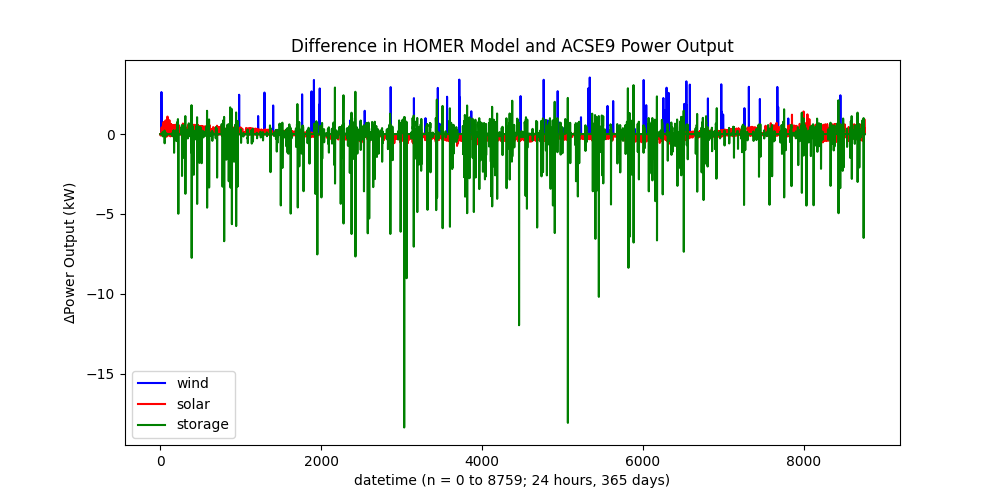 Difference in HOMER Model and ACSE9 Power Output
ΔPower Output (kW)
0
−5
−10
−15
wind
solar
storage
0
2000
4000
6000
8000
datetime (n = 0 to 8759; 24 hours, 365 days)